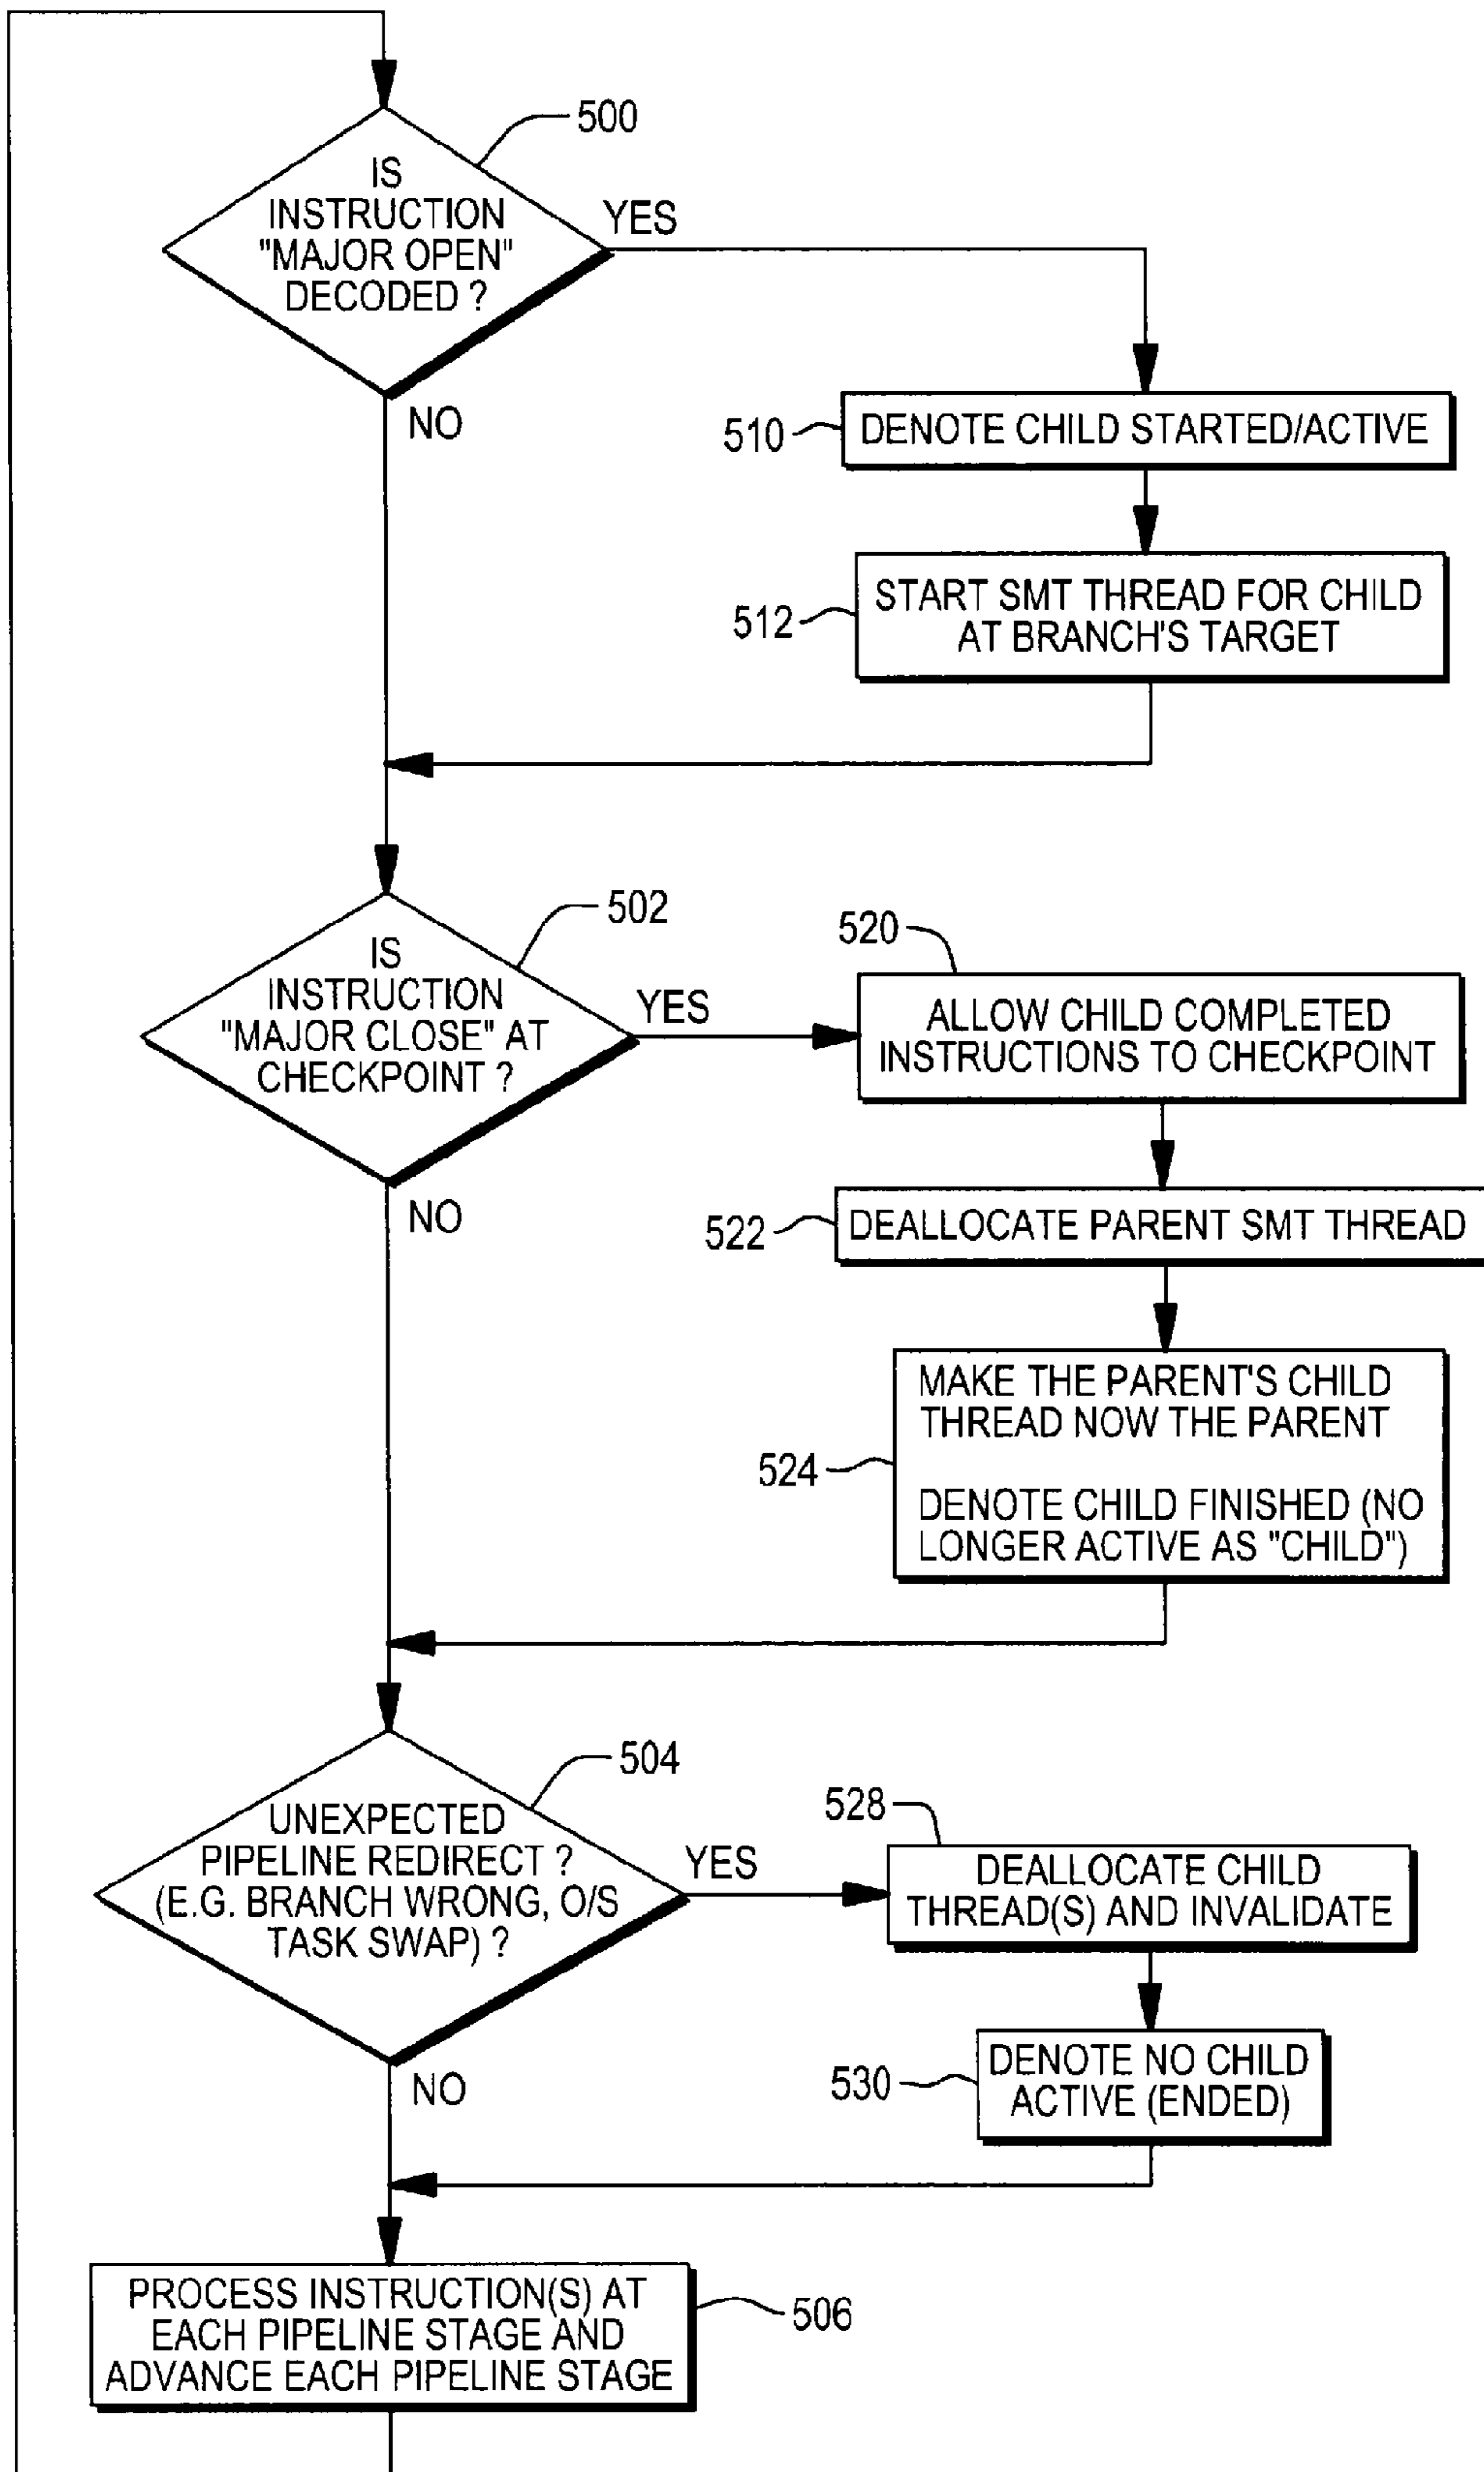 500
IS
INSTRUCTION
"MAJOR OPEN"
DECODED ?
YES
NO
510
DENOTE CHILD STARTED/ACTIVE
512
START SMT THREAD FOR CHILD
AT BRANCH'S TARGET
502
IS
INSTRUCTION
"MAJOR CLOSE" AT
CHECKPOINT ?
YES
NO
520
ALLOW CHILD COMPLETED
INSTRUCTIONS TO CHECKPOINT
522
DEALLOCATE PARENT SMT THREAD
524
MAKE THE PARENT'S CHILD
THREAD NOW THE PARENT
DENOTE CHILD FINISHED (NO
LONGER ACTIVE AS "CHILD")
504
UNEXPECTED
PIPELINE REDIRECT ?
(E.G. BRANCH WRONG, O/S
TASK SWAP) ?
YES
NO
528
DEALLOCATE CHILD
THREAD(S) AND INVALIDATE
530
DENOTE NO CHILD
ACTIVE (ENDED)
PROCESS INSTRUCTION(S) AT
EACH PIPELINE STAGE AND
ADVANCE EACH PIPELINE STAGE
506